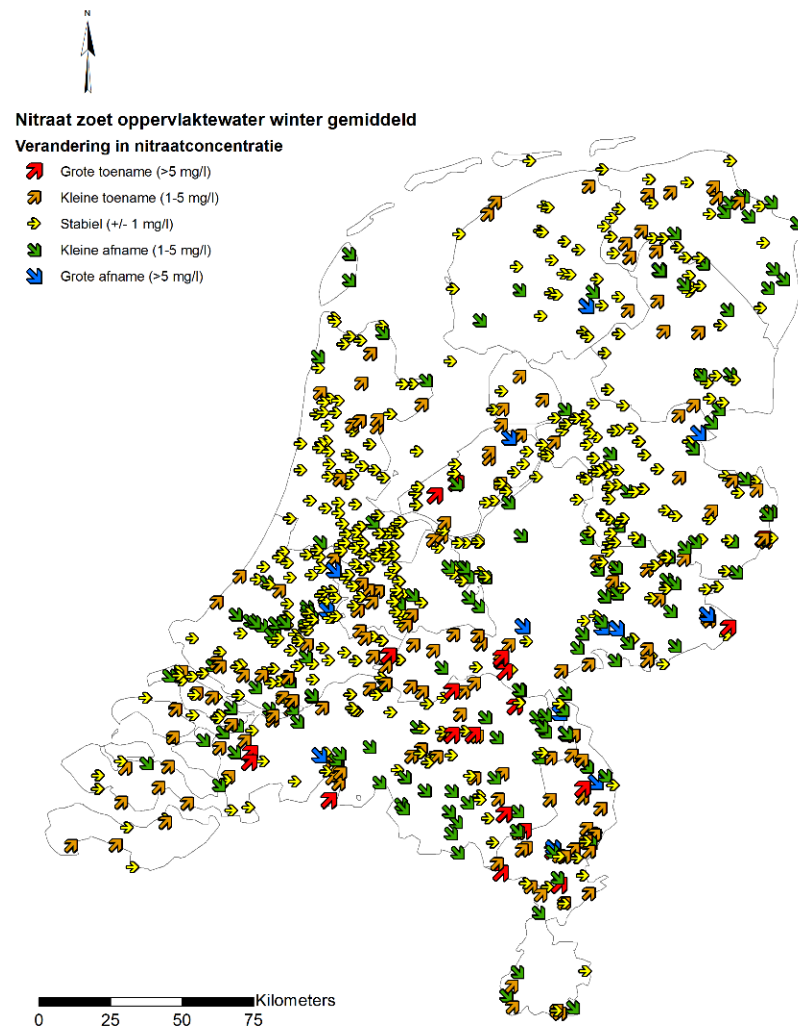 N
Nitraat zoet oppervlaktewater winter gemiddeld
Verandering in nitraatconcentratie
Grote toename (>5 mg/l)
Kleine toename (1-5 mg/l)
Stabiel (+/- 1 mg/l)
Kleine afname (1-5 mg/l)
Grote afname (>5 mg/l)
Kilometers
0 25 50 75